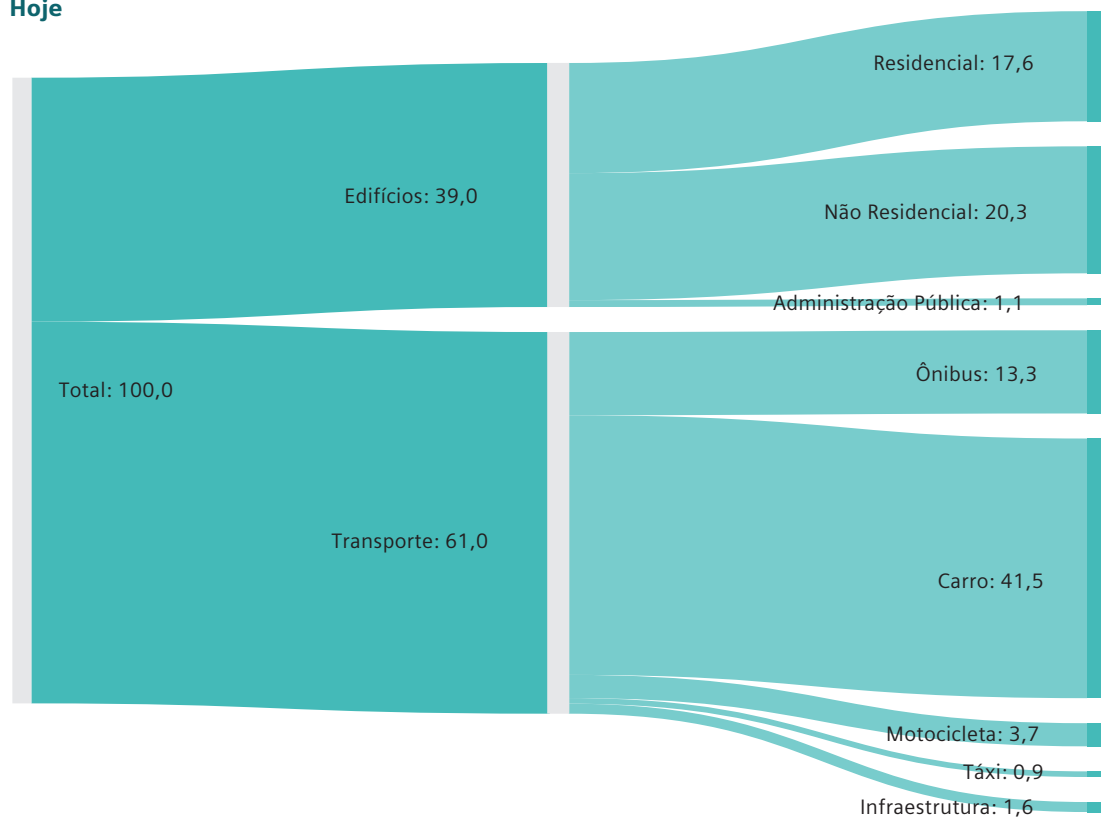 Hoje
Total: 100,0
Edifícios: 39,0
Transporte: 61,0
Residencial: 17,6
Não Residencial: 20,3
Administração Pública: 1,1
Ônibus: 13,3
Carro: 41,5
Motocicleta: 3,7
Táxi: 0,9
Infraestrutura: 1,6